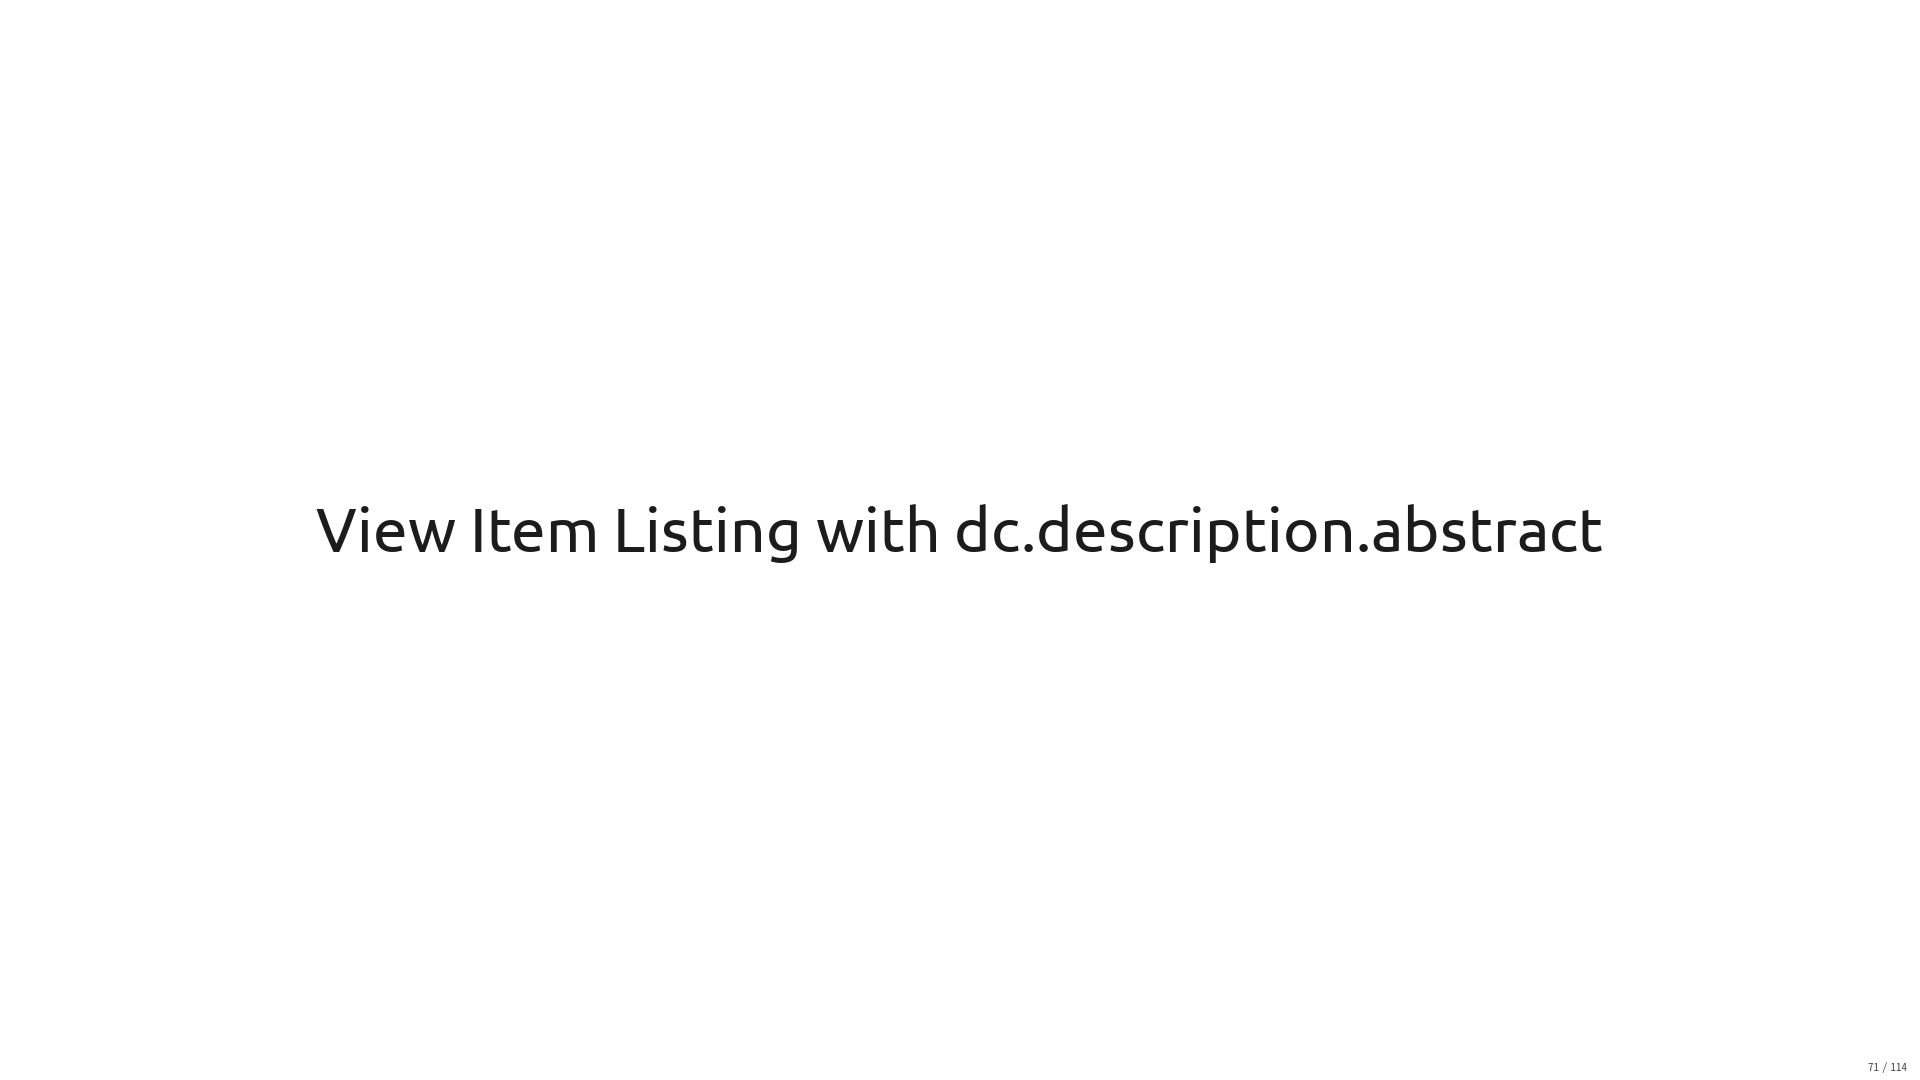 View Item Listing with dc.description.abstract
71 / 114